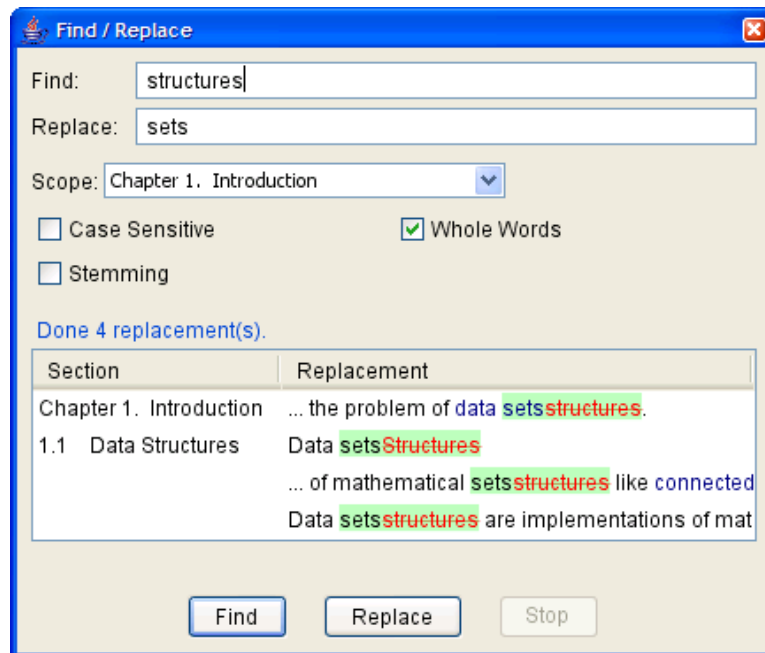 Find / Replace
Find: structures
Replace: sets
Scope: Chapter 1. Introduction
Case Sensitive Whole Words
Stemming
Done 4 replacement(s).
Section Replacement
Chapter 1. Introduction ... the problem of data setsstructures.
1.1 Data Structures Data setsStructures
... of mathematical setsstructures like connected
Data setsstructures are implementations of mat
Find Replace Stop